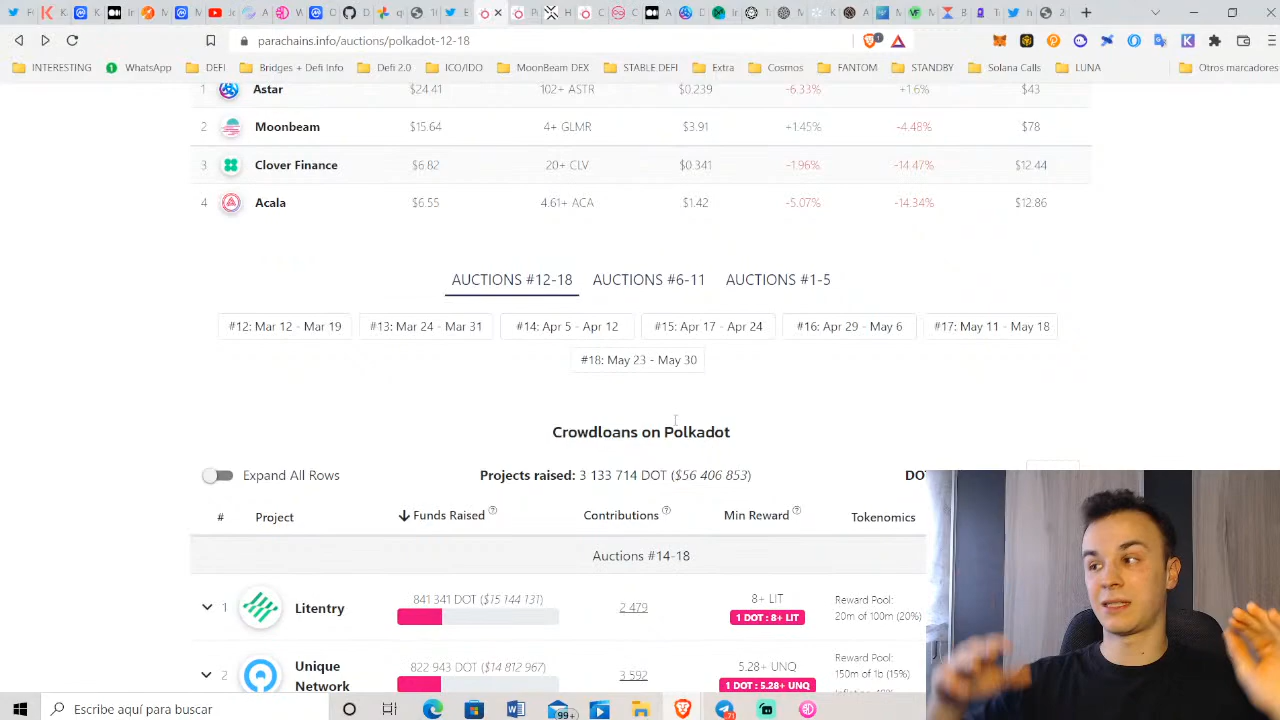 parachains.info/auctions/polkadot-12-18
1
INTERESTING
1 WhatsApp
DEFI
Bridges + Defi Info
Defi 2.0
ICO/IDO
MoonBeam DEX
STABLE DEFI
Extra
Cosmos
FANTOM
STANDBY
Solana Calls
LUNA
Otros marcadores
1 Astar $24.41 102+ ASTR $0.239 -6.33% +1.6% $43
2 Moonbeam $15.64 4+ GLMR $3.91 +1.45% -4.48% $78
3 Clover Finance $6.82 20+ CLV $0.341 -1.96% -14.47% $12.44
4 Acala $6.55 4.61+ ACA $1.42 -5.07% -14.34% $12.86
AUCTIONS #12-18 AUCTIONS #6-11 AUCTIONS #1-5
#12: Mar 12 - Mar 19 #13: Mar 24 - Mar 31 #14: Apr 5 - Apr 12 #15: Apr 17 - Apr 24 #16: Apr 29 - May 6 #17: May 11 - May 18
#18: May 23 - May 30
Crowdloans on Polkadot
Expand All Rows Projects raised: 3 133 714 DOT ($56 406 853)
# Project Funds Raised Contributions Min Reward Tokenomics
Auctions #14-18
1 Litentry 841 341 DOT ($15 144 131) 2 479 8+ LIT
1 DOT : 8+ LIT
Reward Pool:
20m of 100m (20%)
2 Unique
Network
822 943 DOT ($14 812 967) 3 592 5.28+ UNQ
1 DOT : 5.28+ UNQ
Reward Pool:
150m of 1b (15%)
Escribe aquí para buscar
99+